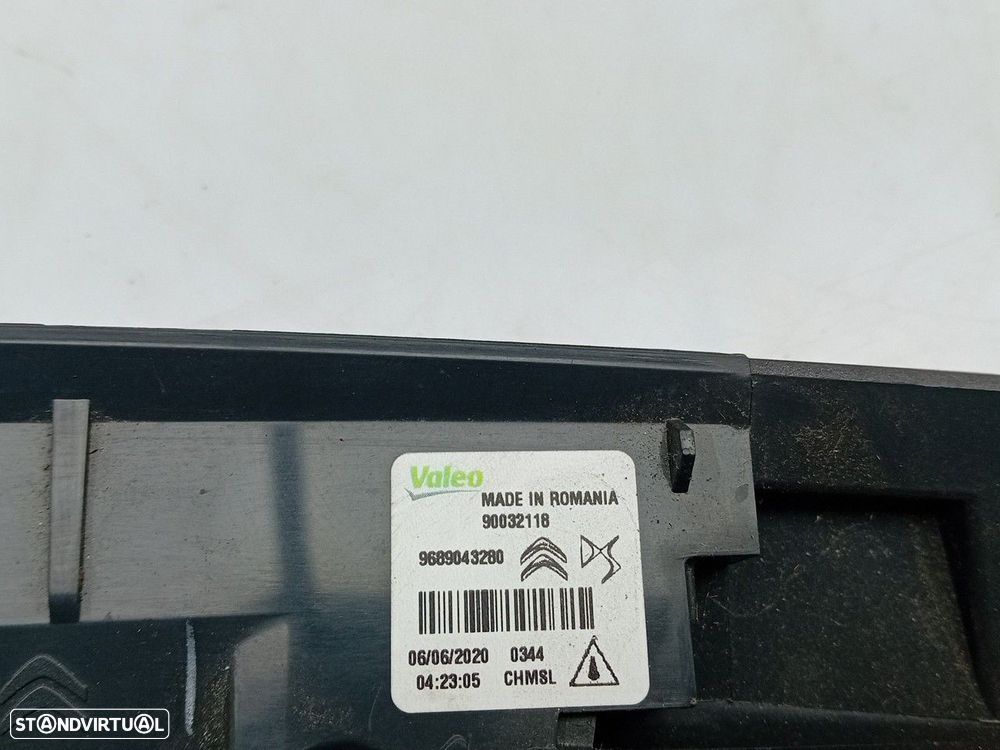 Valeo
MADE IN ROMANIA
90032118
9689043280
06/06/2020 0344
04:23:05 CHMSL
STANDVIRTUAL